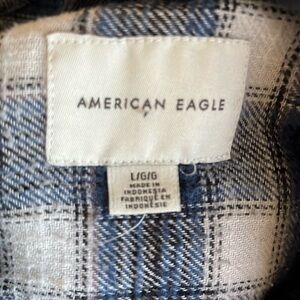 AMERICAN EAGLE
L/G/G
MADE IN
INDONESIA
FABRIQUÉ EN
INDONÉSIE